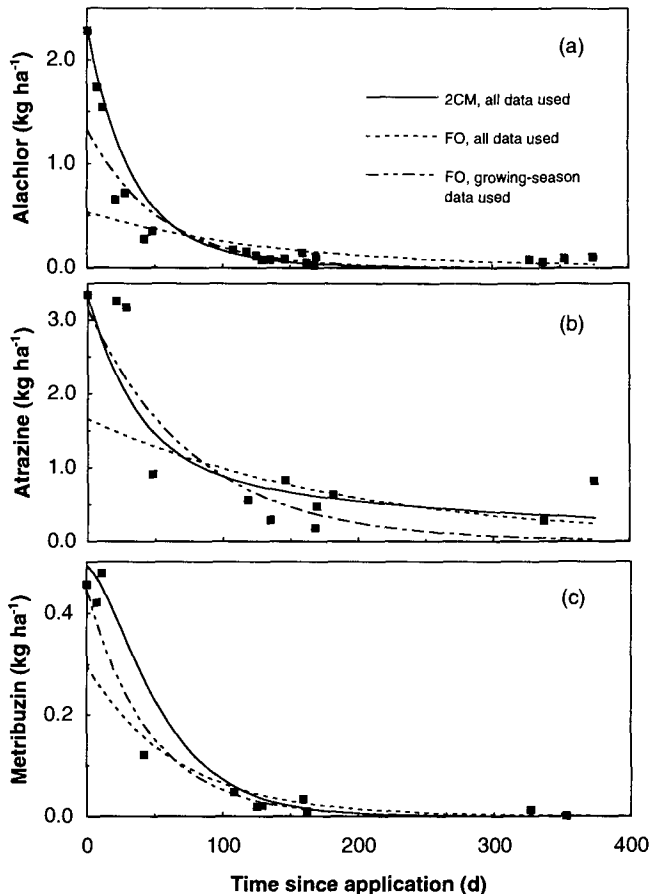 (a)
2CM, all data used
FO, all data used
FO, growing-season
data used
Alachlor (kg ha-1)
2.0
1.0
0.0
(b)
Atrazine (kg ha-1)
3.0
2.0
1.0
0.0
(c)
Metribuzin (kg ha-1)
0.4
0.2
0.0
0 100 200 300 400
Time since application (d)